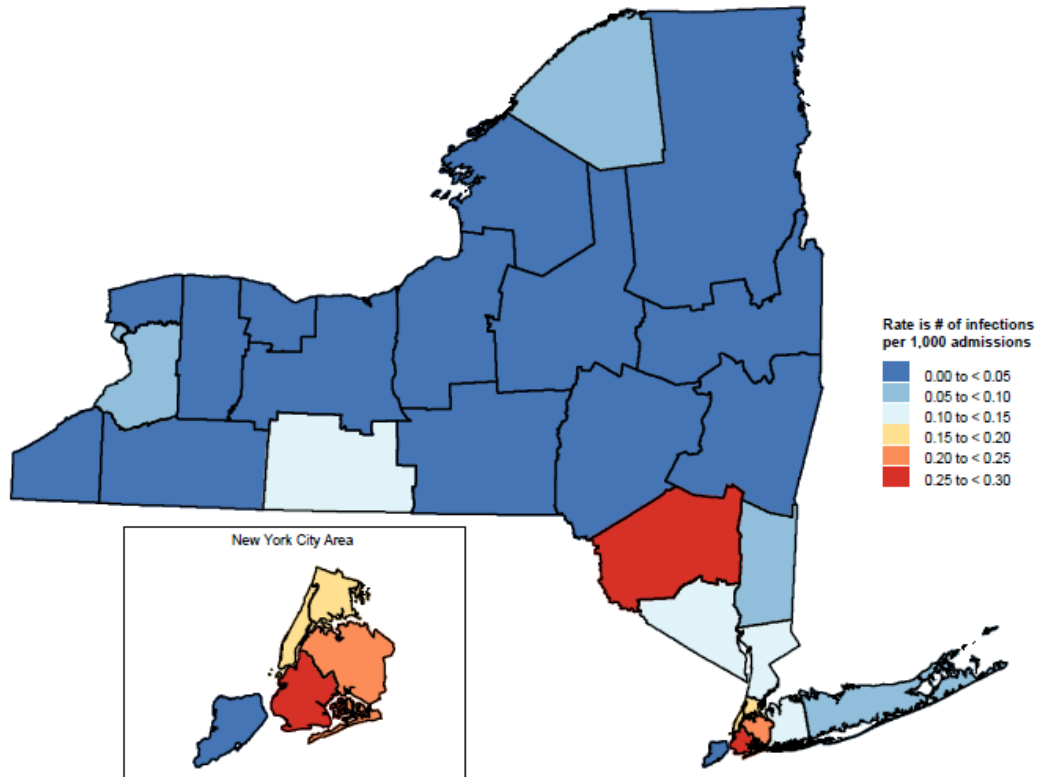 Rate is # of infections
per 1,000 admissions
0.00 to < 0.05
0.05 to < 0.10
0.10 to < 0.15
0.15 to < 0.20
0.20 to < 0.25
0.25 to < 0.30
New York City Area